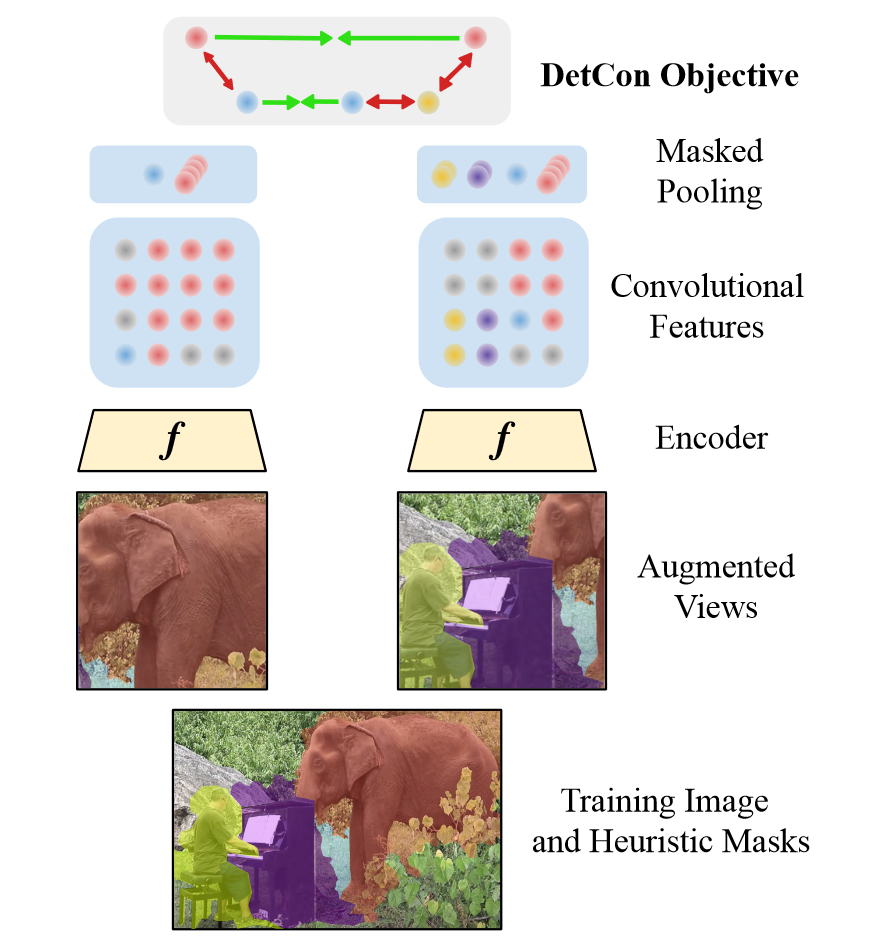 DetCon Objective
Masked
Pooling
Convolutional
Features
f
f
Encoder
Augmented
Views
Training Image
and Heuristic Masks